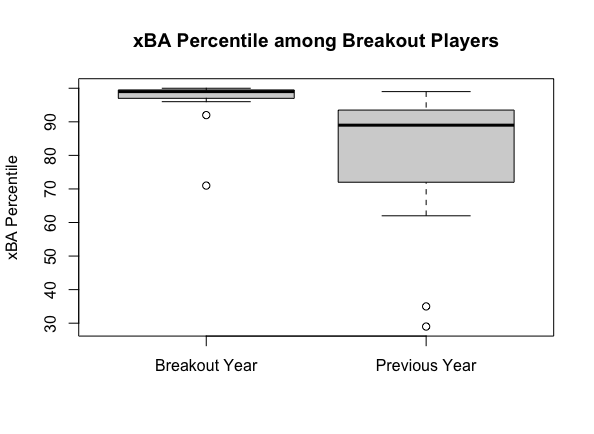 xBA Percentile among Breakout Players
xBA Percentile
90
80
70
60
50
40
30
Breakout Year
Previous Year